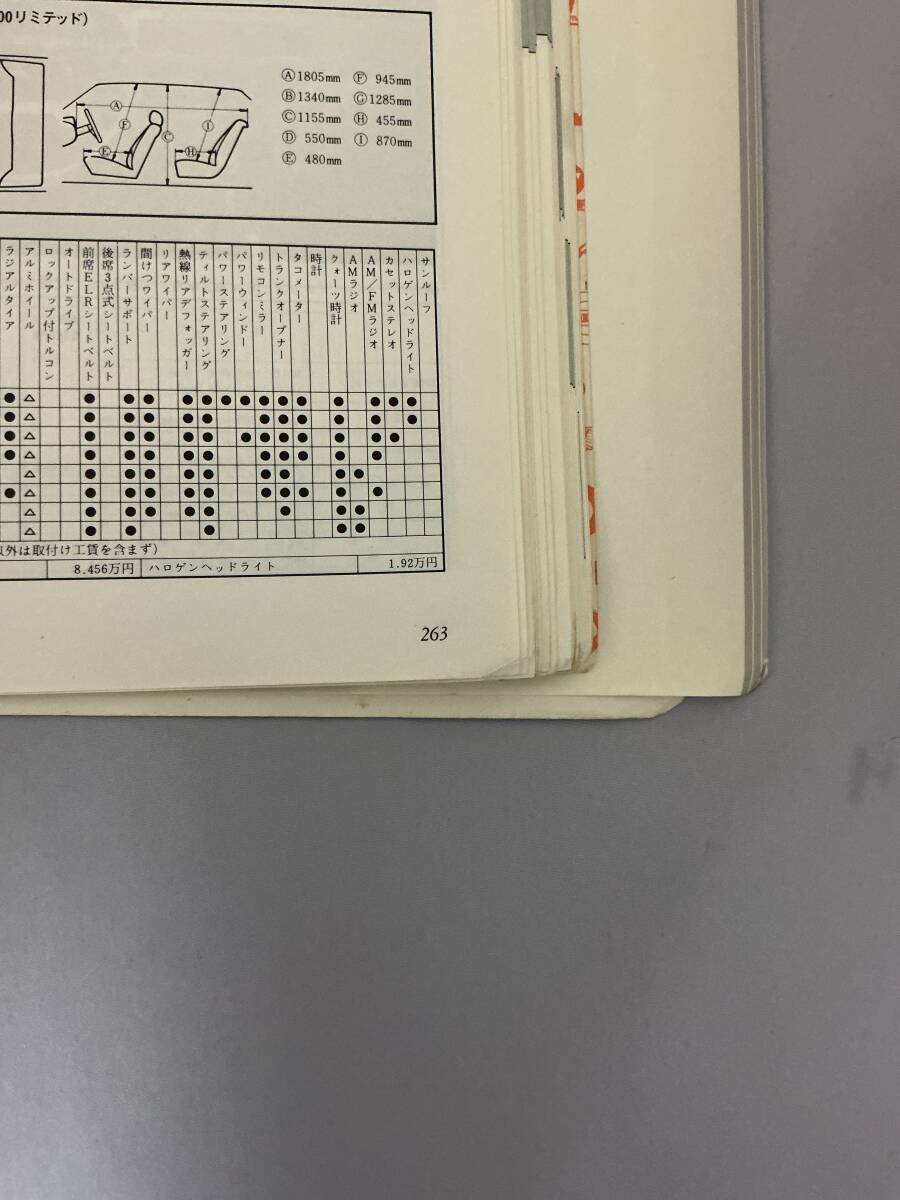 00リミテッド)
Ⓐ1805mm Ⓕ 945mm
Ⓑ1340mm Ⓖ1285mm
Ⓒ1155mm Ⓗ 455mm
Ⓓ 550mm Ⓘ 870mm
Ⓔ 480mm
Ⓐ
Ⓕ
Ⓒ
Ⓘ
Ⓔ
Ⓗ
ラジアルタイア
アルミホイール
ロックアップ付トルコン
オートドライブ
前席ELRシートベルト
後席3点式シートベルト
ランバーサポート
間けつワイパー
リアワイパー
熱線リアデフォッガー
ティルトステアリング
パワーステアリング
パワーウィンドー
リモコンミラー
トランクオープナー
タコメーター
時計
クォーツ時計
AMラジオ
AM/FMラジオ
カセットステレオ
ハロゲンヘッドライト
サンルーフ
● △ ● ● ● ● ● ● ● ● ● ● ● ● ● ●
● △ ● ● ● ● ● ● ● ● ● ● ●
● △ ● ● ● ● ● ● ● ● ● ● ● ●
● △ ● ● ● ● ● ● ● ● ● ●
△ ● ● ● ● ● ● ● ● ●
● △ ● ● ● ● ● ● ● ● ● ●
△ ● ● ● ● ● ● ● ●
△ ● ● ● ● ●
以外は取付け工賃を含まず)
8.456万円 ハロゲンヘッドライト 1.92万円
263